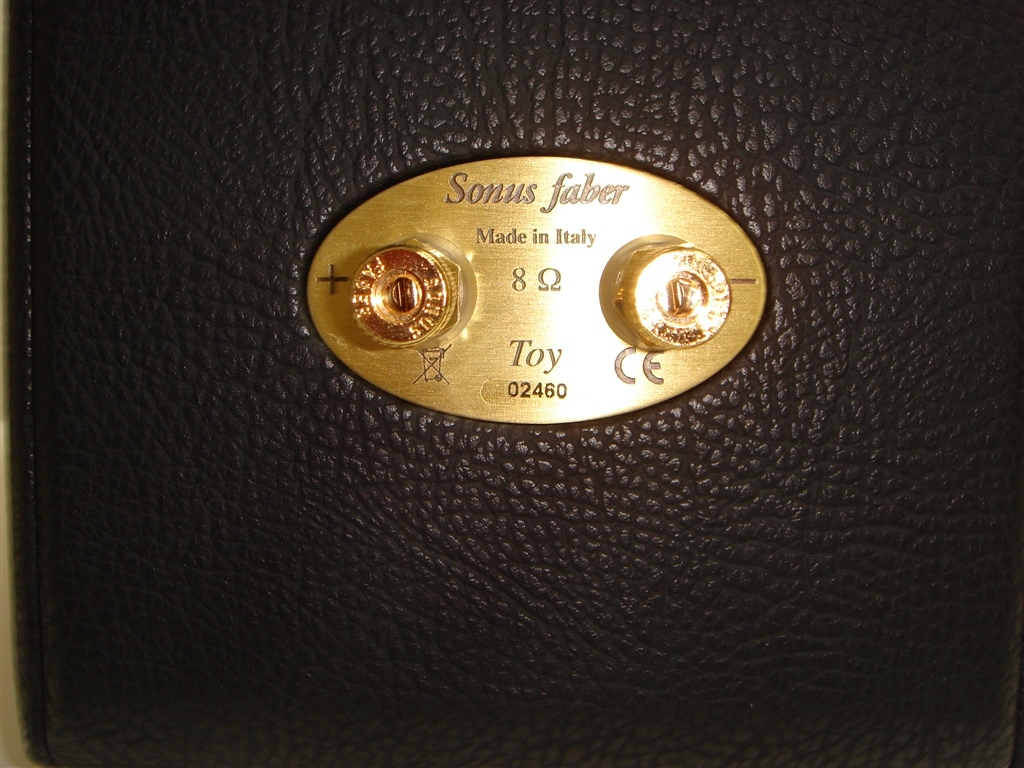 Sonus faber
Made in Italy
+ 8 Ω −
Toy
CE
02460